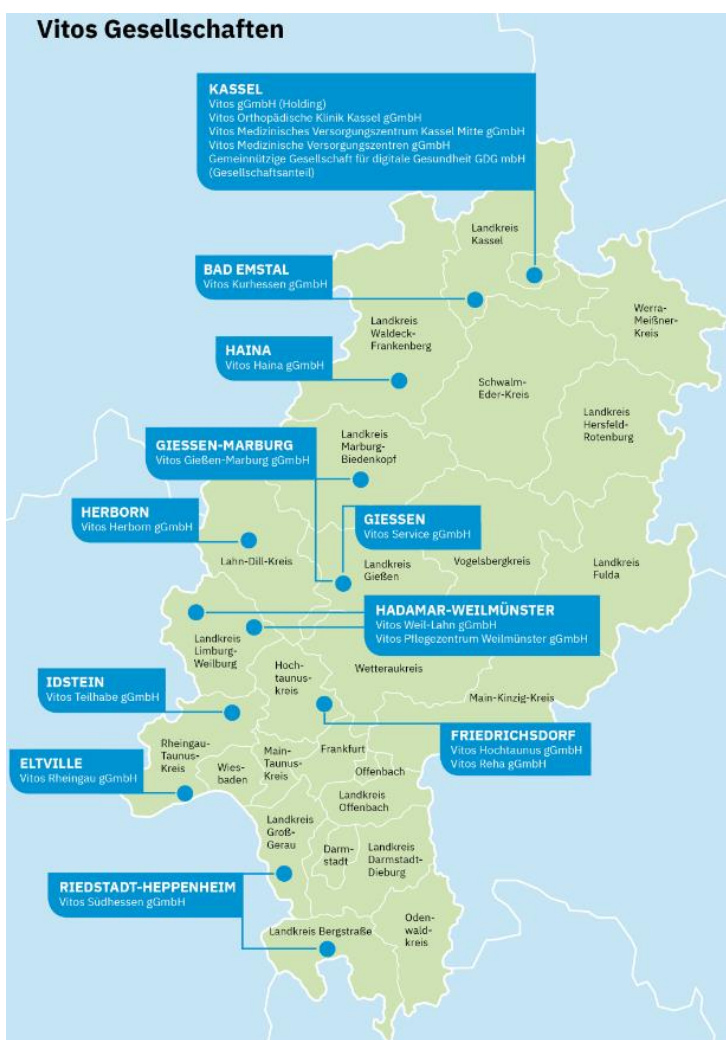 Vitos Gesellschaften
KASSEL
Vitos gGmbH (Holding)
Vitos Orthopädische Klinik Kassel gGmbH
Vitos Medizinisches Versorgungszentrum Kassel Mitte gGmbH
Vitos Medizinische Versorgungszentren gGmbH
Gemeinnützige Gesellschaft für digitale Gesundheit GDG mbH
(Gesellschaftsanteil)
Landkreis
Kassel
BAD EMSTAL
Vitos Kurhessen gGmbH
Werra-
Meißner-
Kreis
Landkreis
Waldeck-
Frankenberg
HAINA
Vitos Haina gGmbH
Schwalm-
Eder-Kreis
Landkreis
Hersfeld-
Rotenburg
GIESSEN-MARBURG
Vitos Gießen-Marburg gGmbH
Landkreis
Marburg-
Biedenkopf
HERBORN
Vitos Herborn gGmbH
GIESSEN
Vitos Service gGmbH
Lahn-Dill-Kreis
Landkreis
Gießen
Vogelsbergkreis
Landkreis
Fulda
HADAMAR-WEILMÜNSTER
Vitos Weil-Lahn gGmbH
Vitos Pflegezentrum Weilmünster gGmbH
Landkreis
Limburg-
Weilburg
Hoch-
taunus-
kreis
Wetteraukreis
IDSTEIN
Vitos Teilhabe gGmbH
Main-Kinzig-Kreis
FRIEDRICHSDORF
Vitos Hochtaunus gGmbH
Vitos Reha gGmbH
ELTVILLE
Vitos Rheingau gGmbH
Rheingau-
Taunus-
Kreis
Wies-
baden
Main-
Taunus-
Kreis
Frankfurt
Offenbach
Landkreis
Offenbach
Landkreis
Groß-
Gerau
Darm-
stadt
Landkreis
Darmstadt-
Dieburg
RIEDSTADT-HEPPENHEIM
Vitos Südhessen gGmbH
Landkreis Bergstraße
Oden-
wald-
kreis